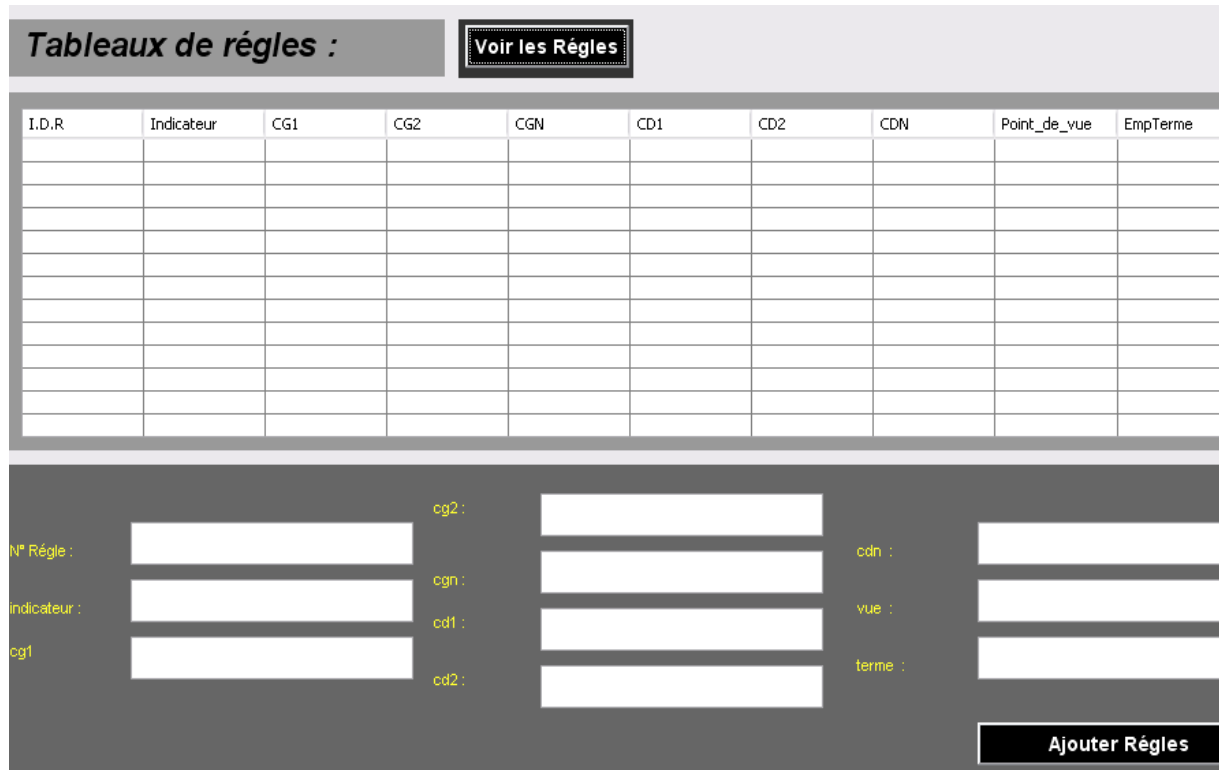 Tableaux de régles :
Voir les Régles
I.D.R Indicateur CG1 CG2 CGN CD1 CD2 CDN Point_de_vue EmpTerme
N° Régle :
indicateur :
cg1
cg2 :
cgn :
cd1 :
cd2 :
cdn :
vue :
terme :
Ajouter Régles